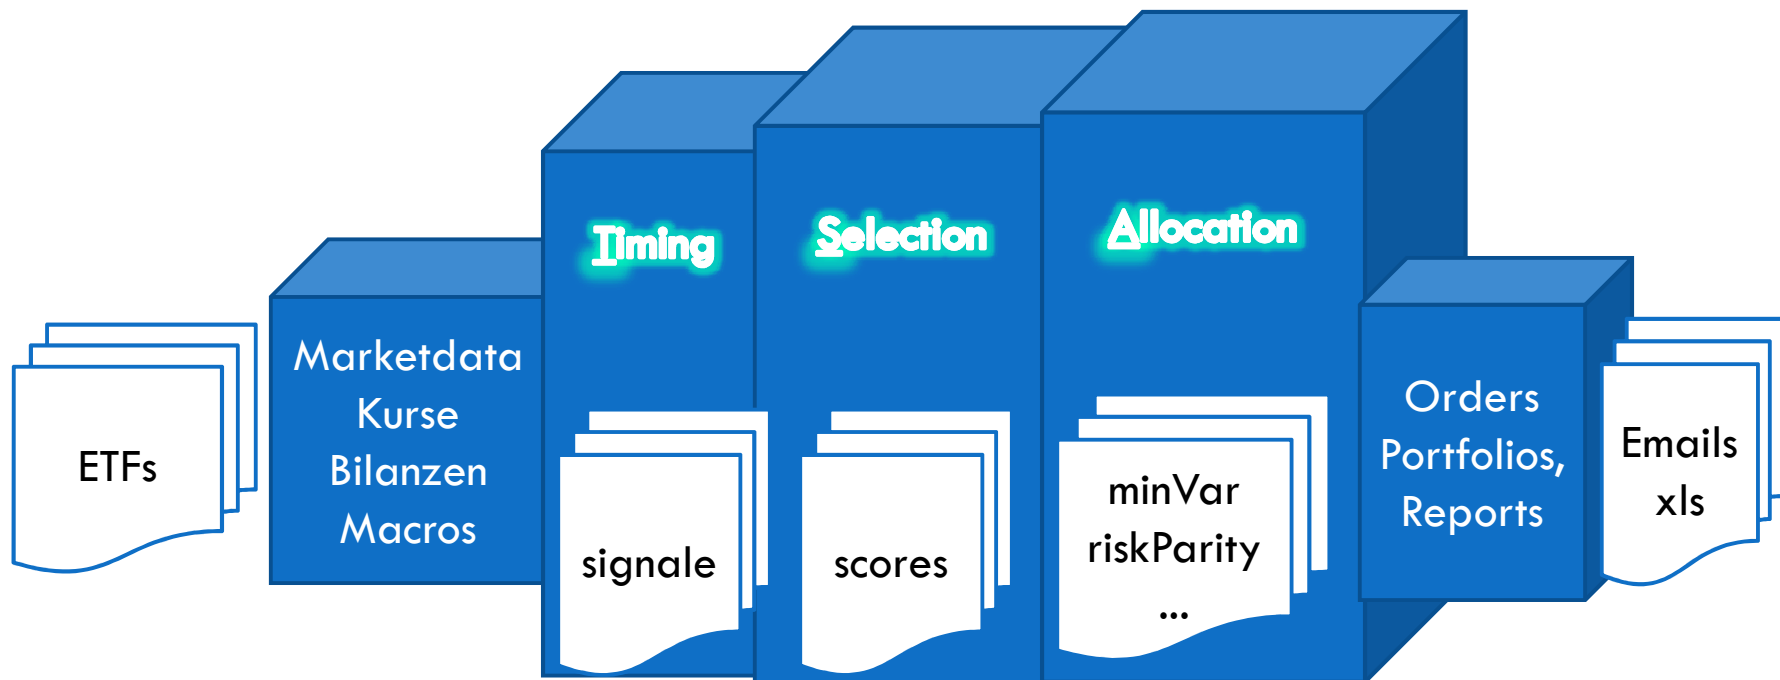 ETFs
Marketdata
Kurse
Bilanzen
Macros
Timing
signale
Selection
scores
Allocation
minVar
riskParity
...
Orders
Portfolios,
Reports
Emails
xls